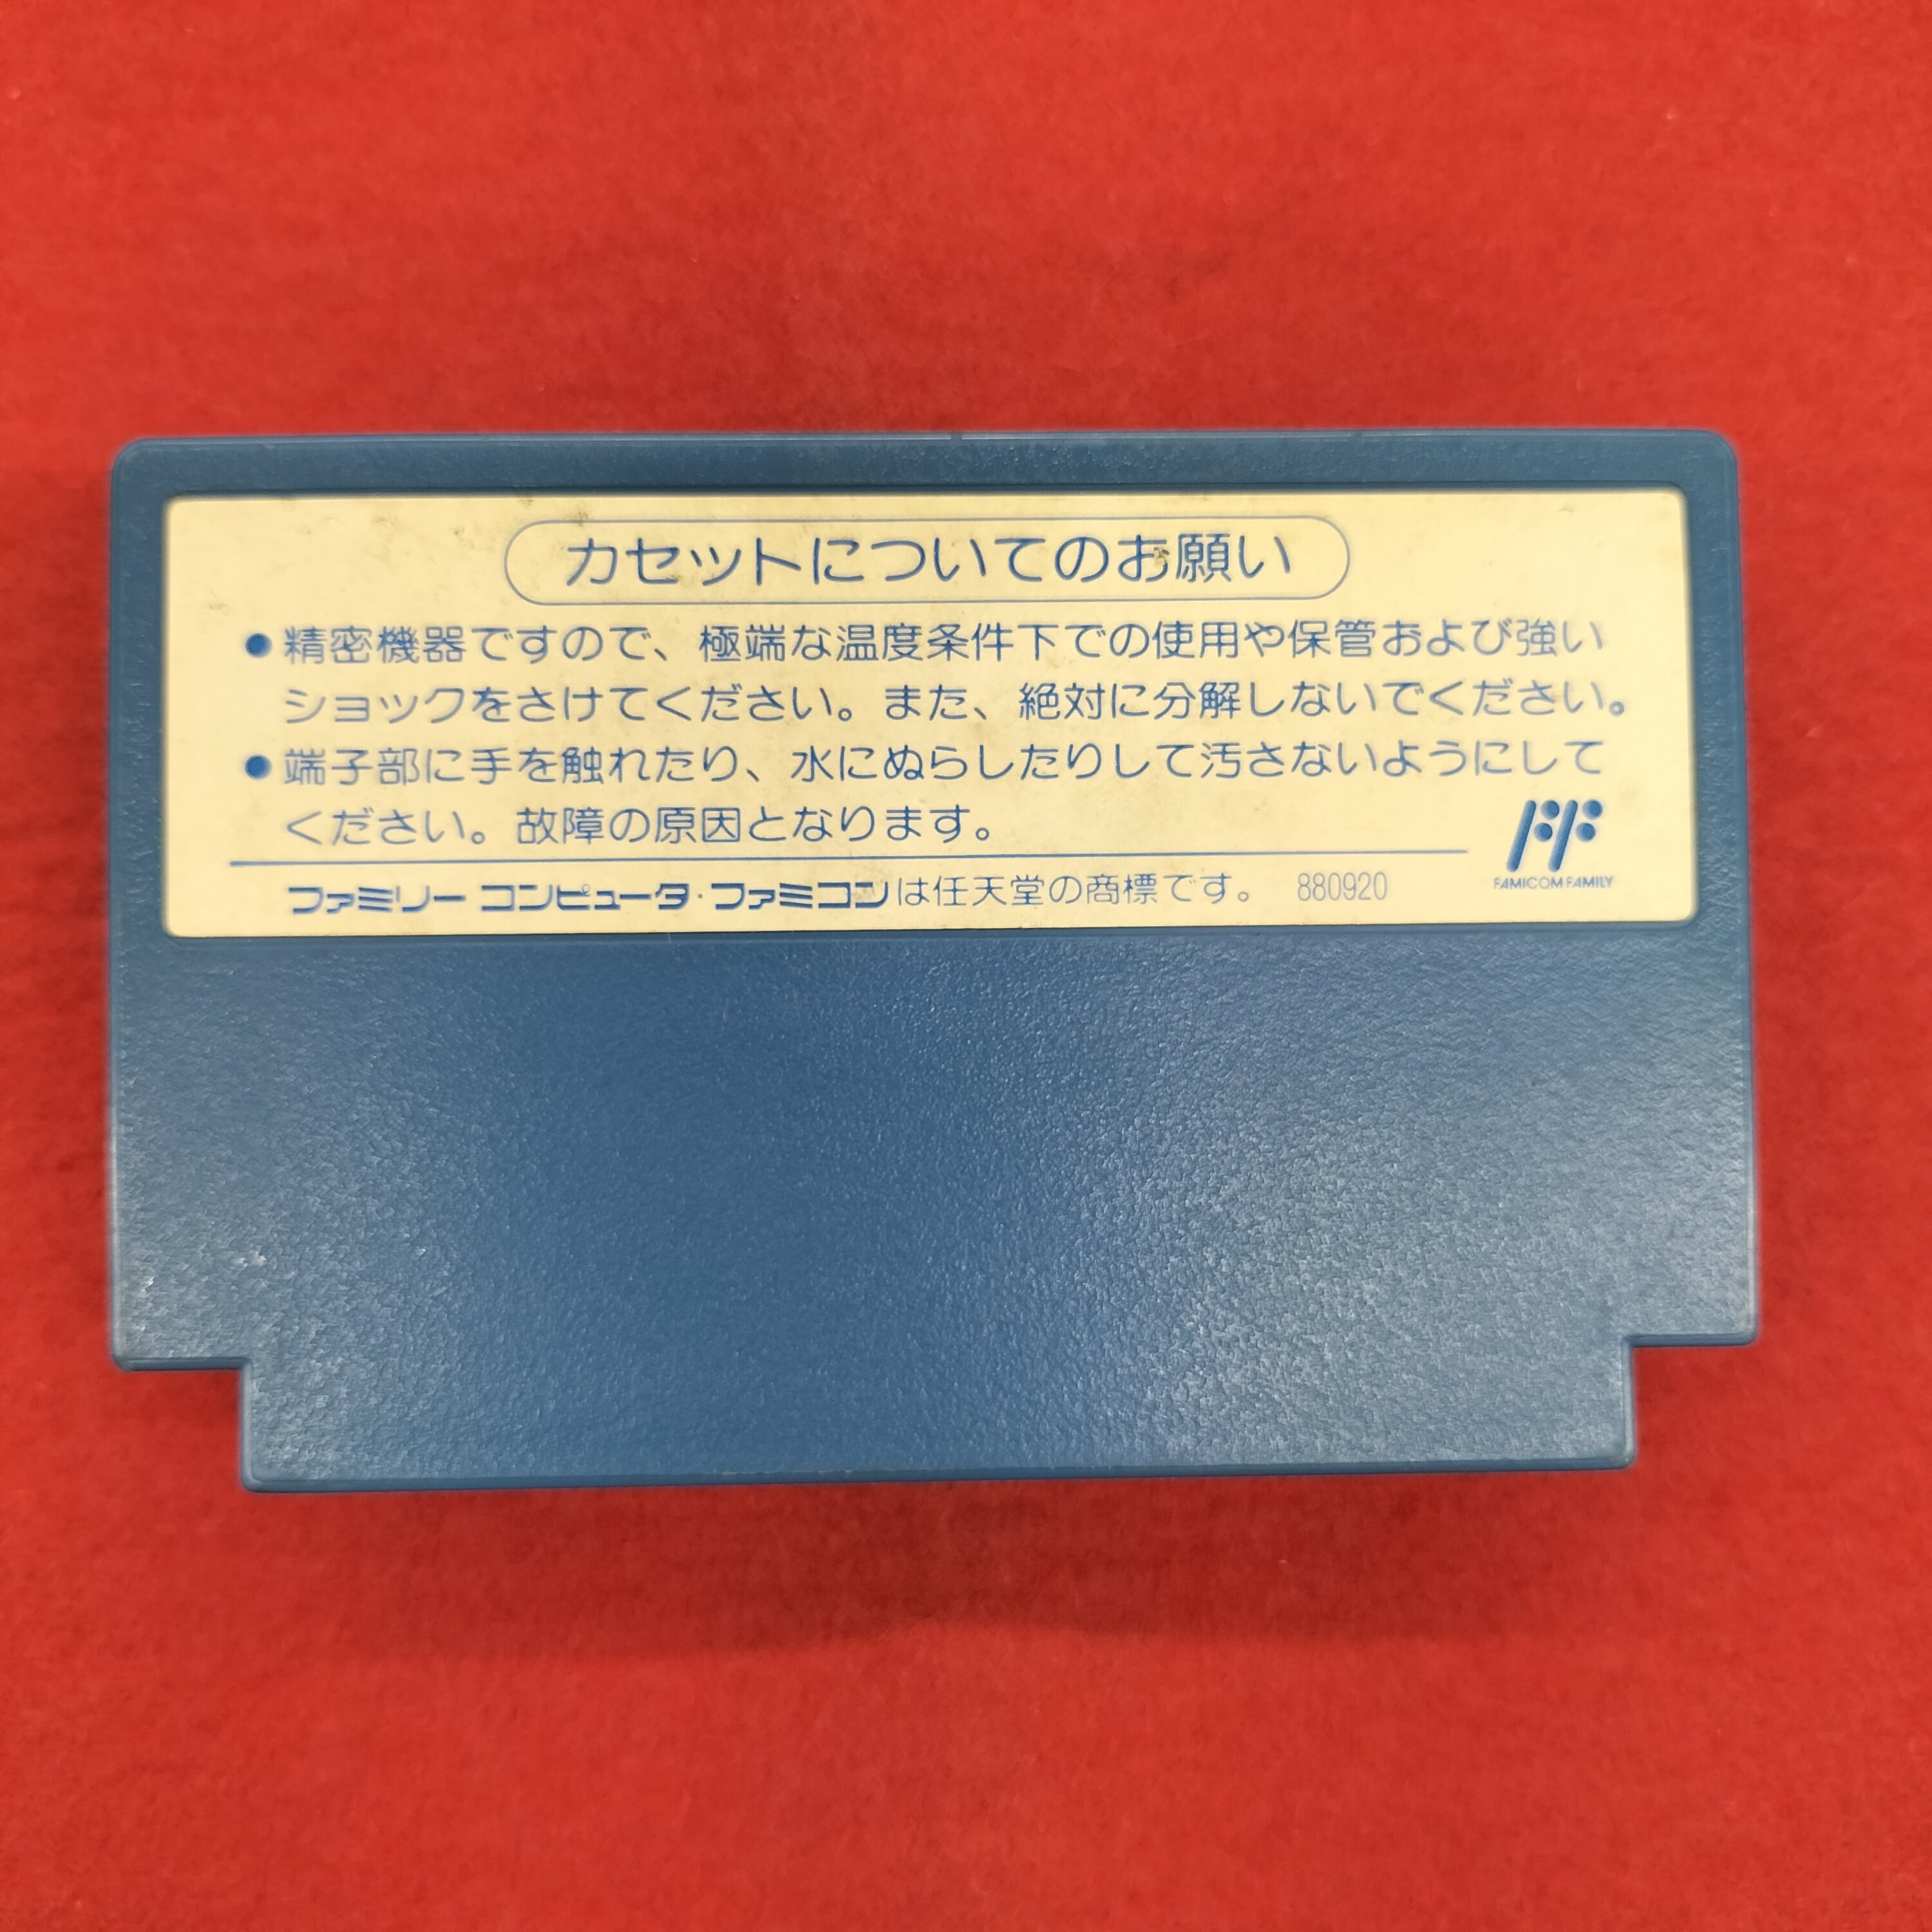 カセットについてのお願い
●精密機器ですので、極端な温度条件下での使用や保管および強い
ショックをさけてください。また、絶対に分解しないでください。
●端子部に手を触れたり、水にぬらしたりして汚さないようにして
ください。故障の原因となります。
ファミリー コンピュータ・ファミコンは任天堂の商標です。 880920
FAMICOM FAMILY